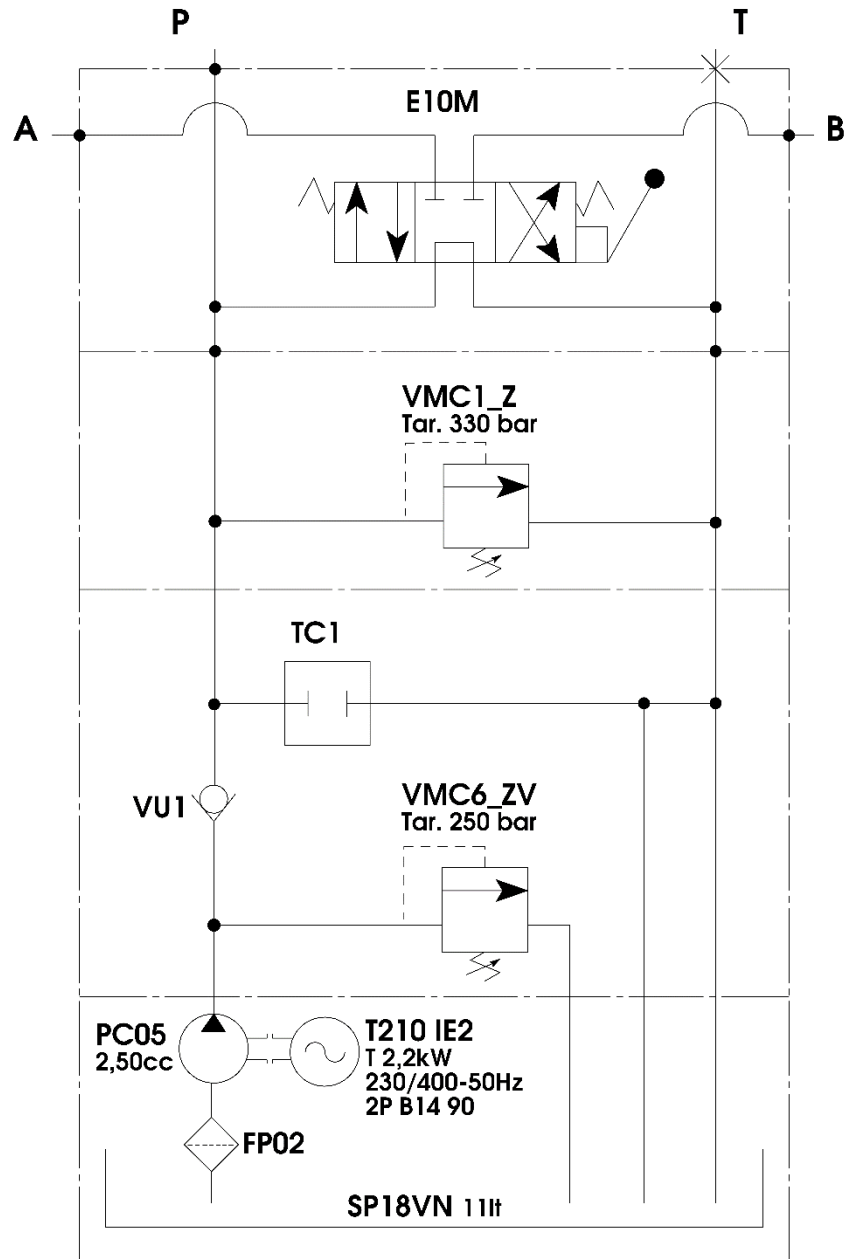 P
T
E10M
A
B
VMC1_Z
Tar. 330 bar
TC1
VU1
VMC6_ZV
Tar. 250 bar
PC05
2,50cc
T210 IE2
T 2,2kW
230/400-50Hz
2P B14 90
FP02
SP18VN 11lt